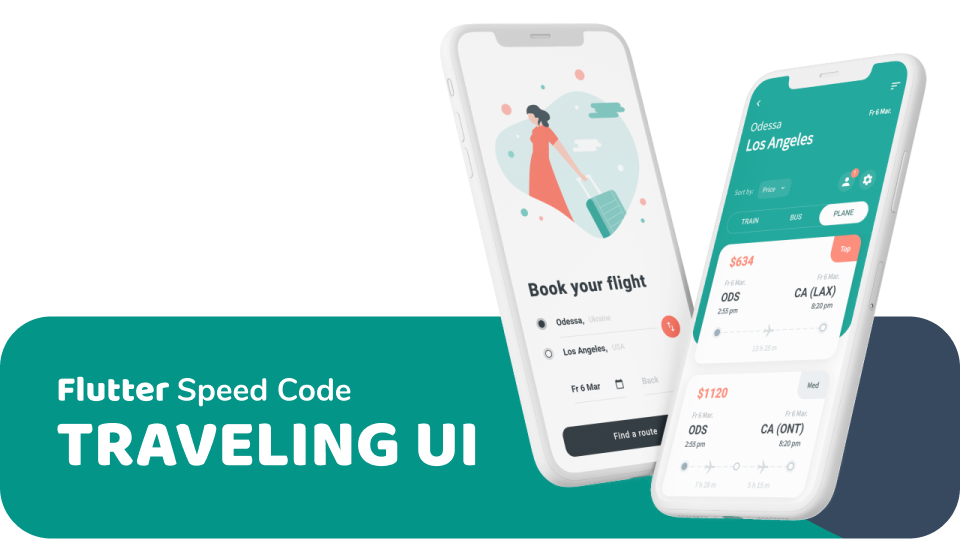 Flutter Speed Code
TRAVELING UI
Book your flight
Odessa, Ukraine
Los Angeles, USA
Fr 6 Mar
Back
Find a route
Fr 6 Mar.
Odessa
Los Angeles
Sort by: Price
TRAIN BUS PLANE
$634 Top
Fr 6 Mar. Fr 6 Mar.
ODS CA (LAX)
2:55 pm 8:20 pm
$1120 Med
Fr 6 Mar. Fr 6 Mar.
ODS CA (ONT)
2:55 pm 8:20 pm